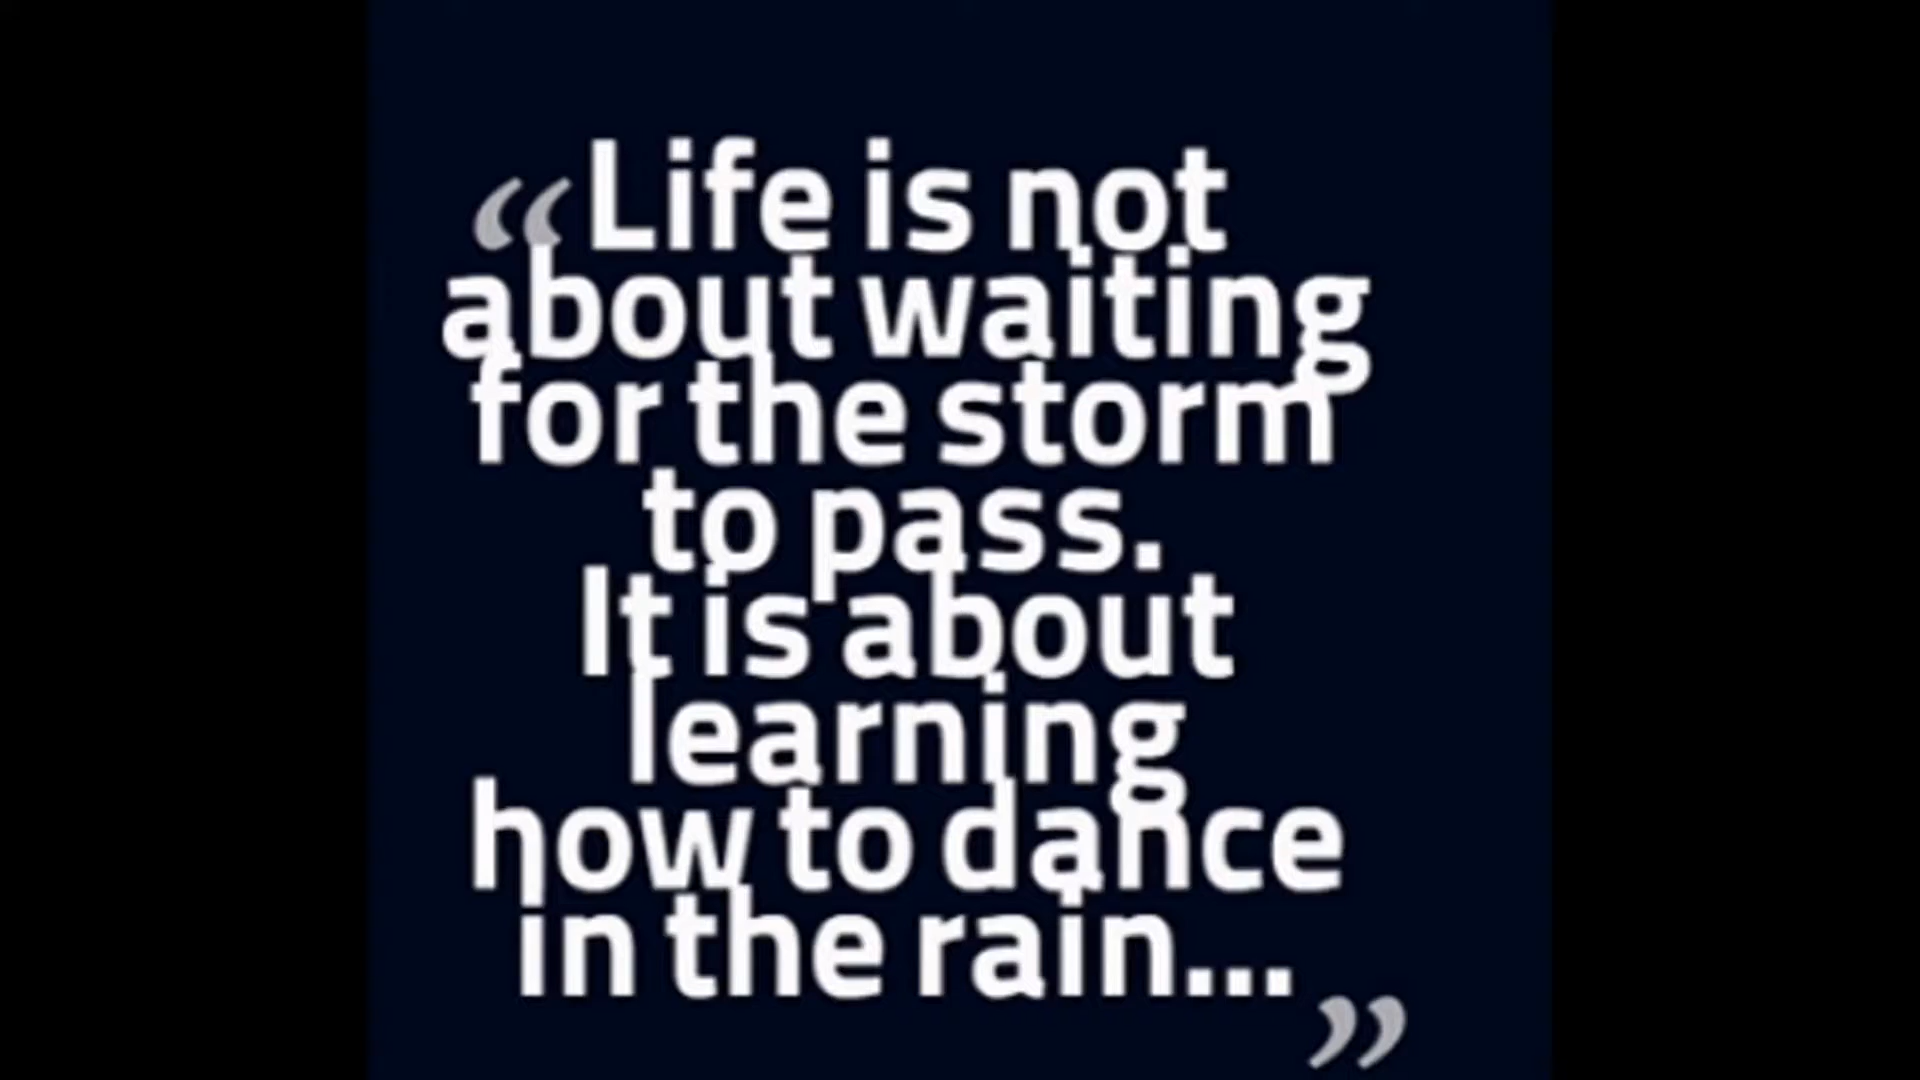 “Life is not
about waiting
for the storm
to pass.
It is about
learning
how to dance
in the rain...”